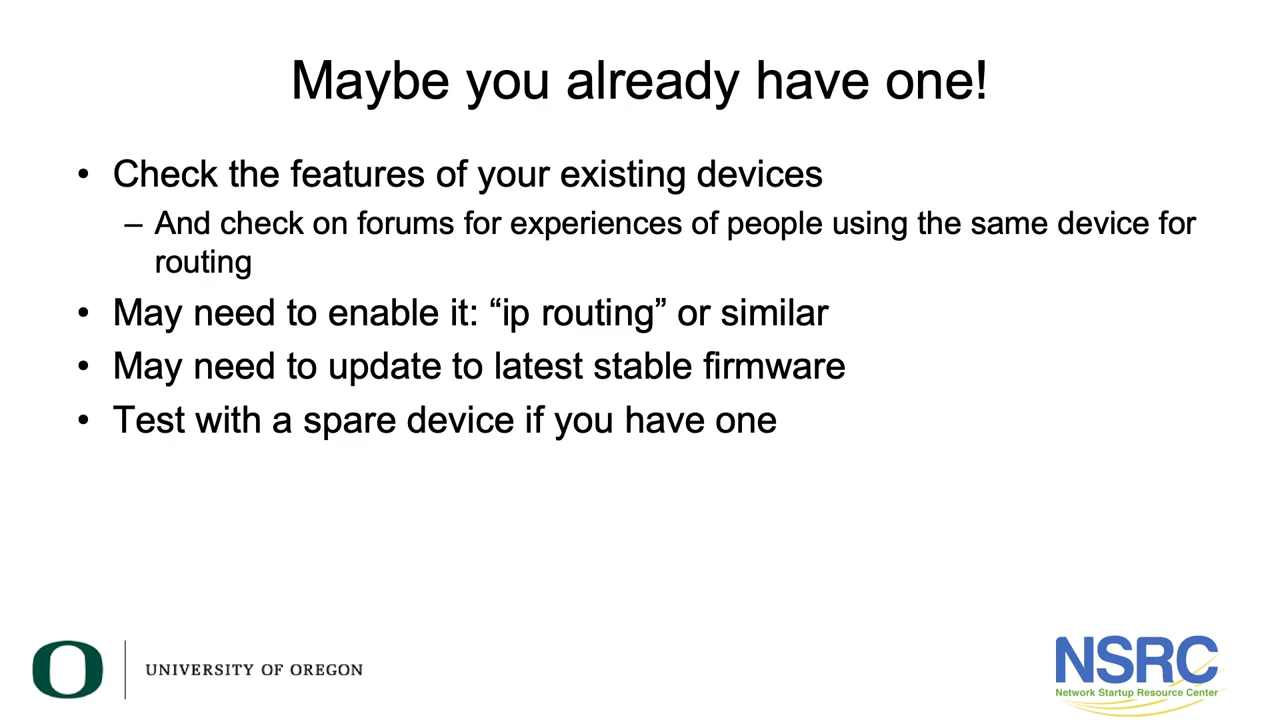 Maybe you already have one!
• Check the features of your existing devices
– And check on forums for experiences of people using the same device for
routing
• May need to enable it: “ip routing” or similar
• May need to update to latest stable firmware
• Test with a spare device if you have one
O
UNIVERSITY OF OREGON
NSRC
Network Startup Resource Center